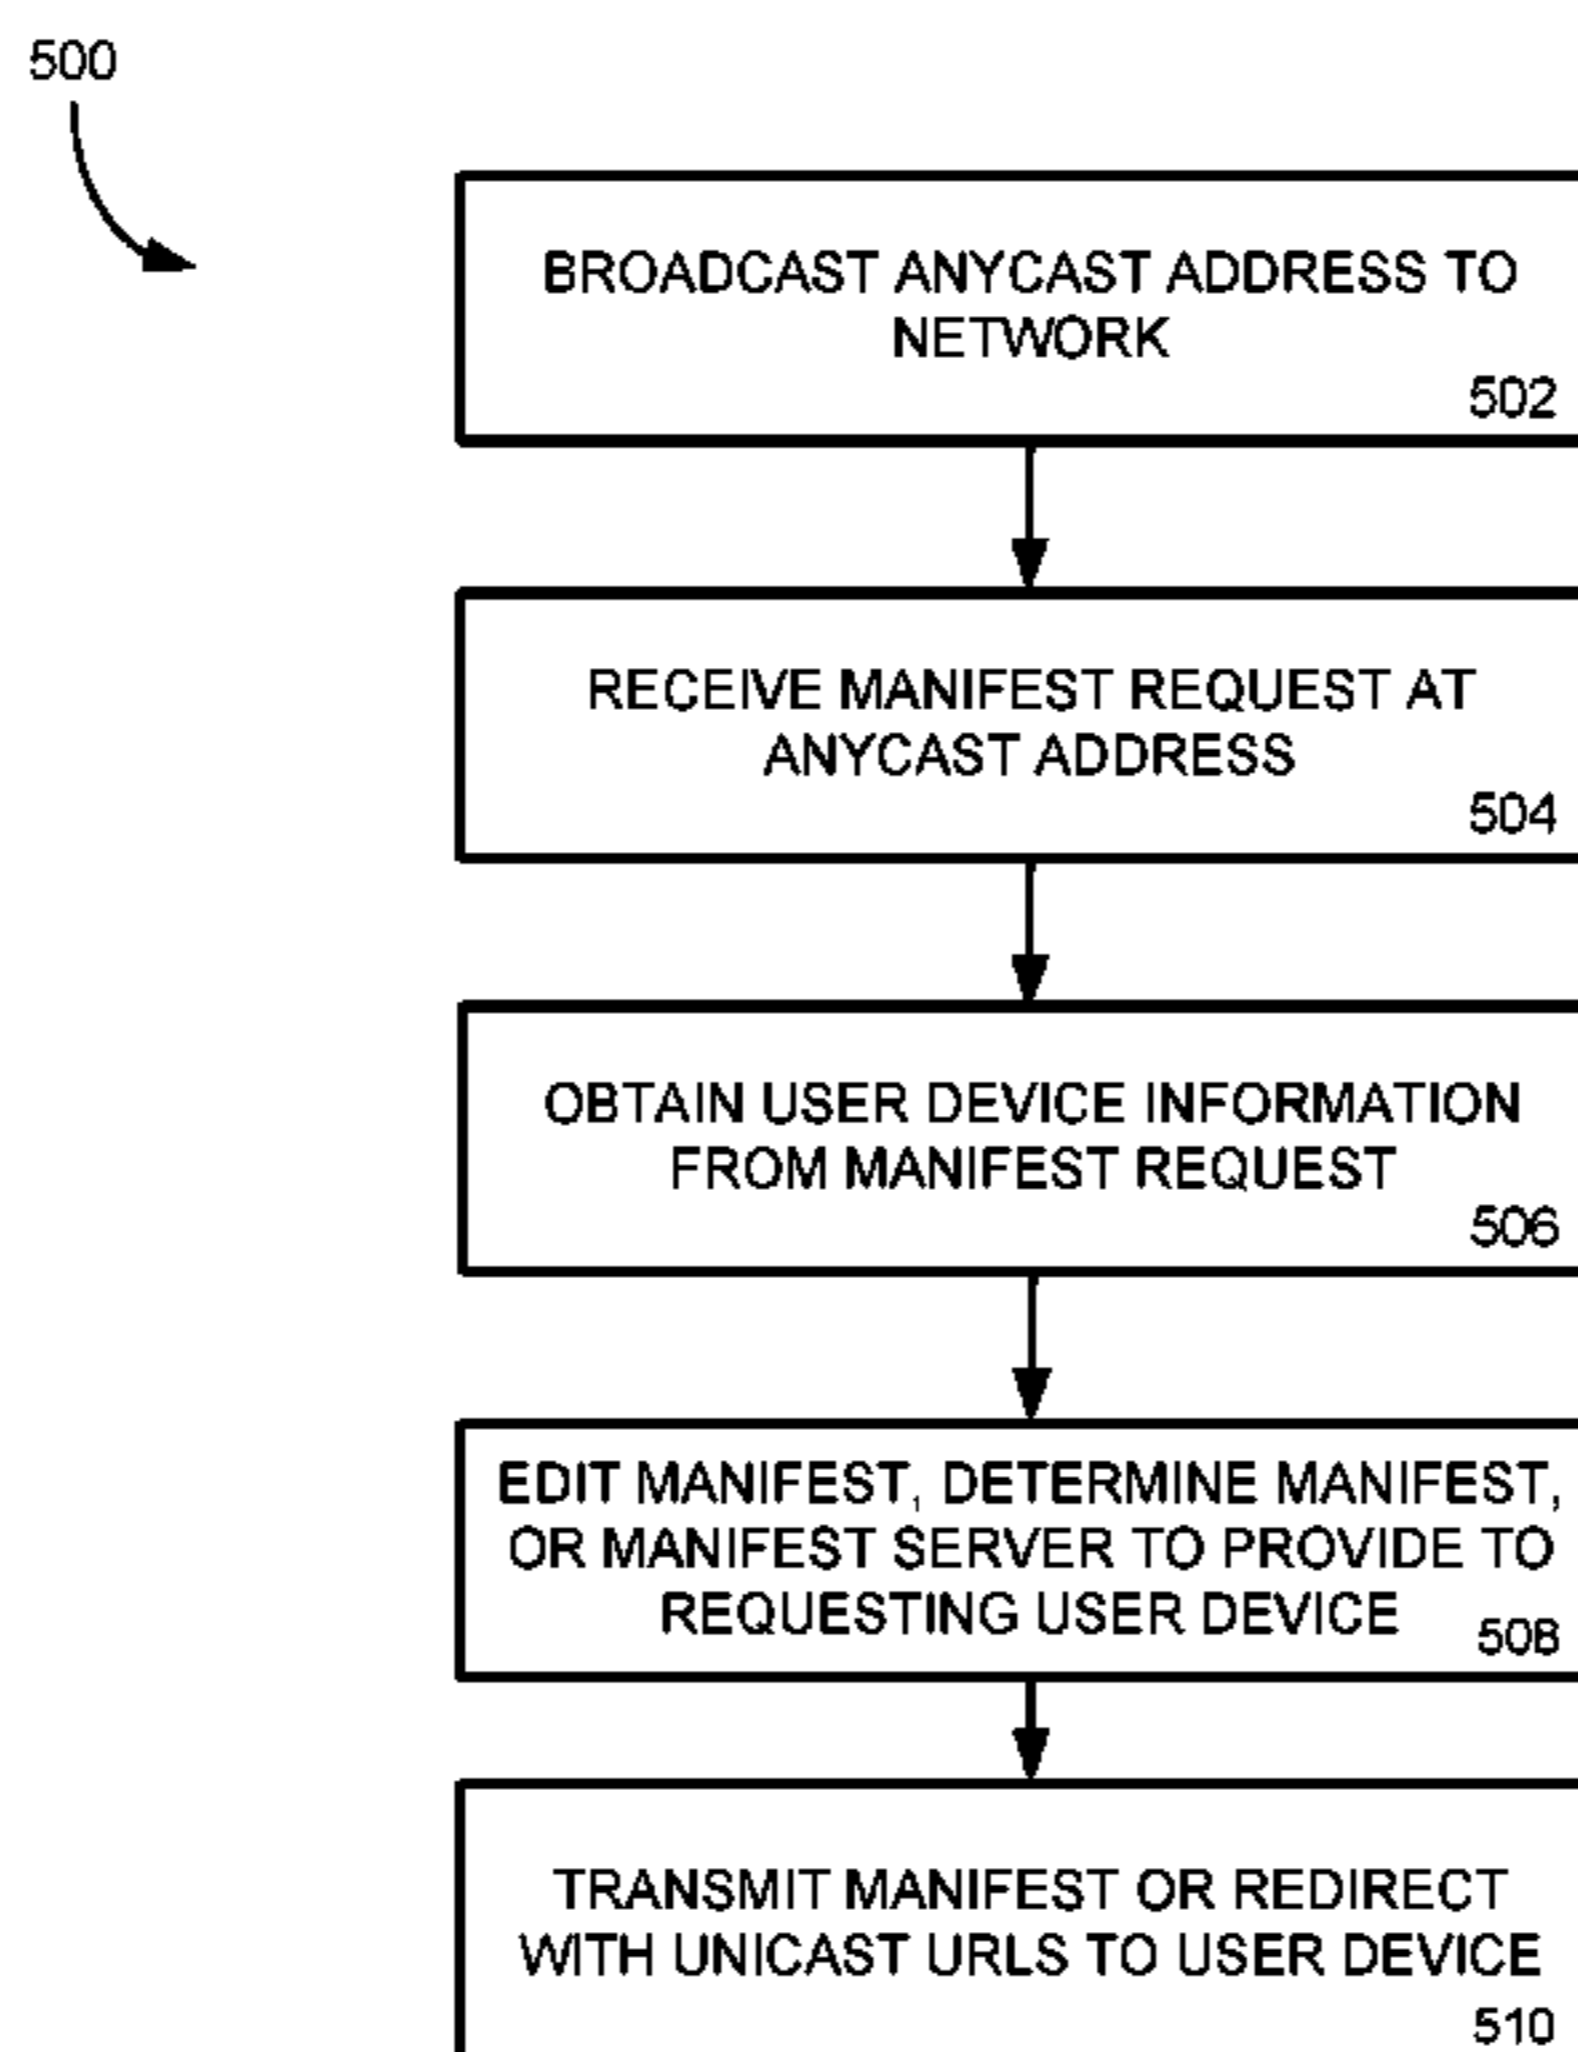 500
BROADCAST ANYCAST ADDRESS TO
NETWORK
502
RECEIVE MANIFEST REQUEST AT
ANYCAST ADDRESS
504
OBTAIN USER DEVICE INFORMATION
FROM MANIFEST REQUEST
506
EDIT MANIFEST, DETERMINE MANIFEST,
OR MANIFEST SERVER TO PROVIDE TO
REQUESTING USER DEVICE
508
TRANSMIT MANIFEST OR REDIRECT
WITH UNICAST URLS TO USER DEVICE
510